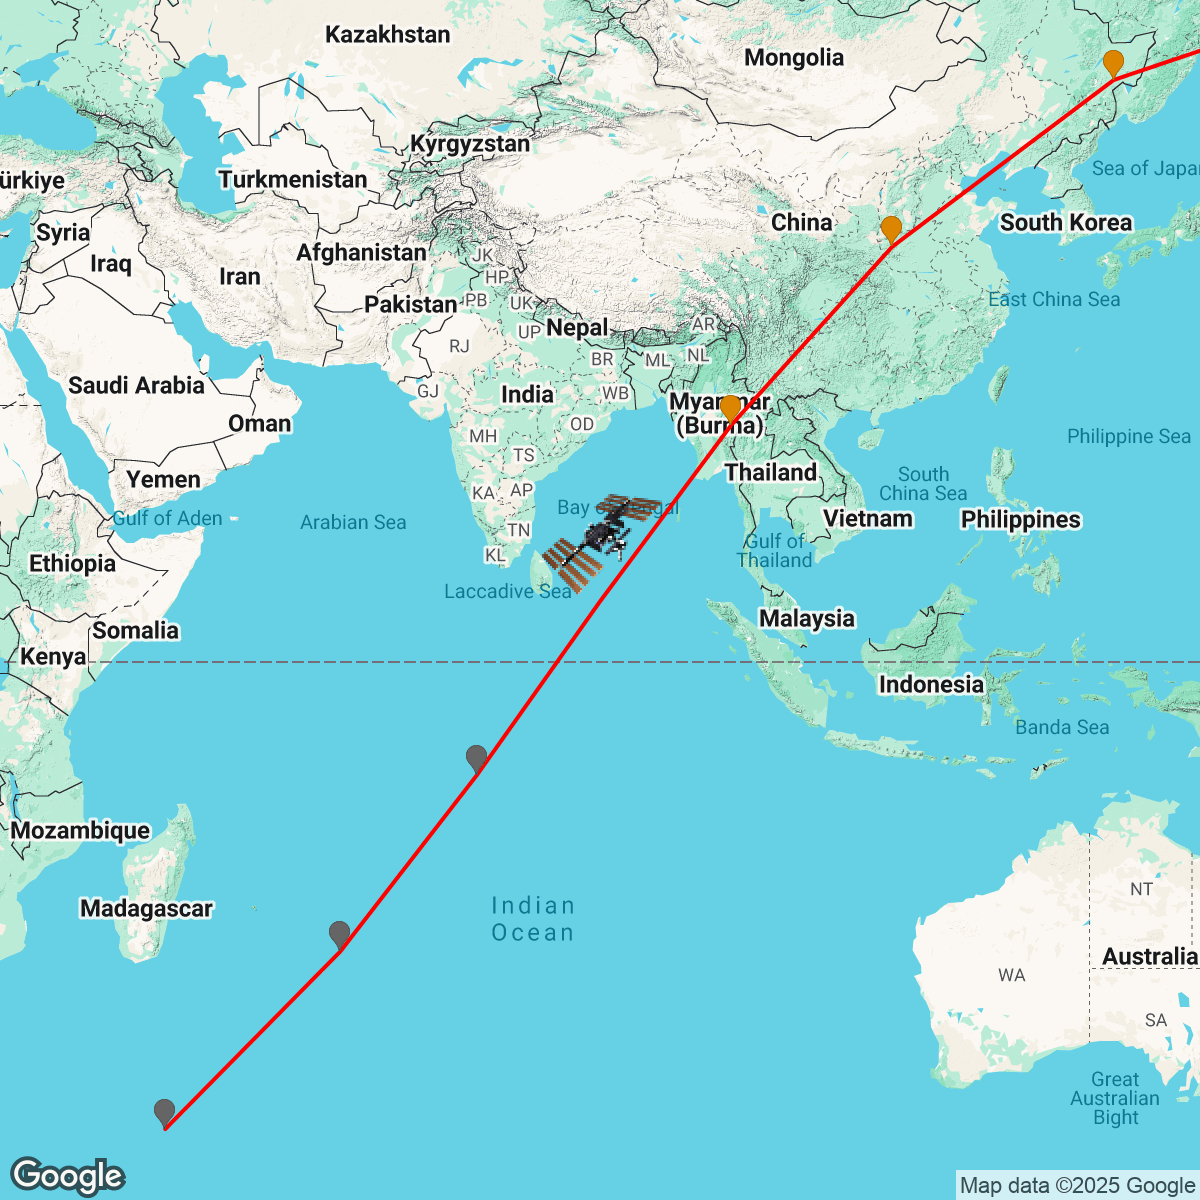 Kazakhstan
Mongolia
Kyrgyzstan
Sea of Japa
ürkiye
Turkmenistan
China
South Korea
Syria
Afghanistan
JK
Iraq
Iran
HP
Pakistan
PB
UK
East China Sea
Nepal
AR
UP
RJ
BR
ML
NL
Saudi Arabia
GJ
India
WB
Myanmar
(Burma)
Oman
OD
MH
Philippine Sea
TS
Thailand
Yemen
KA
AP
South
China Sea
Bay of Bengal
Gulf of Aden
Arabian Sea
TN
Vietnam
Philippines
KL
Gulf of
Thailand
Ethiopia
Laccadive Sea
Malaysia
Somalia
Kenya
Indonesia
Banda Sea
Mozambique
NT
Madagascar
Indian
Ocean
Australia
WA
SA
Great
Australian
Bight
Google
Map data ©2025 Google